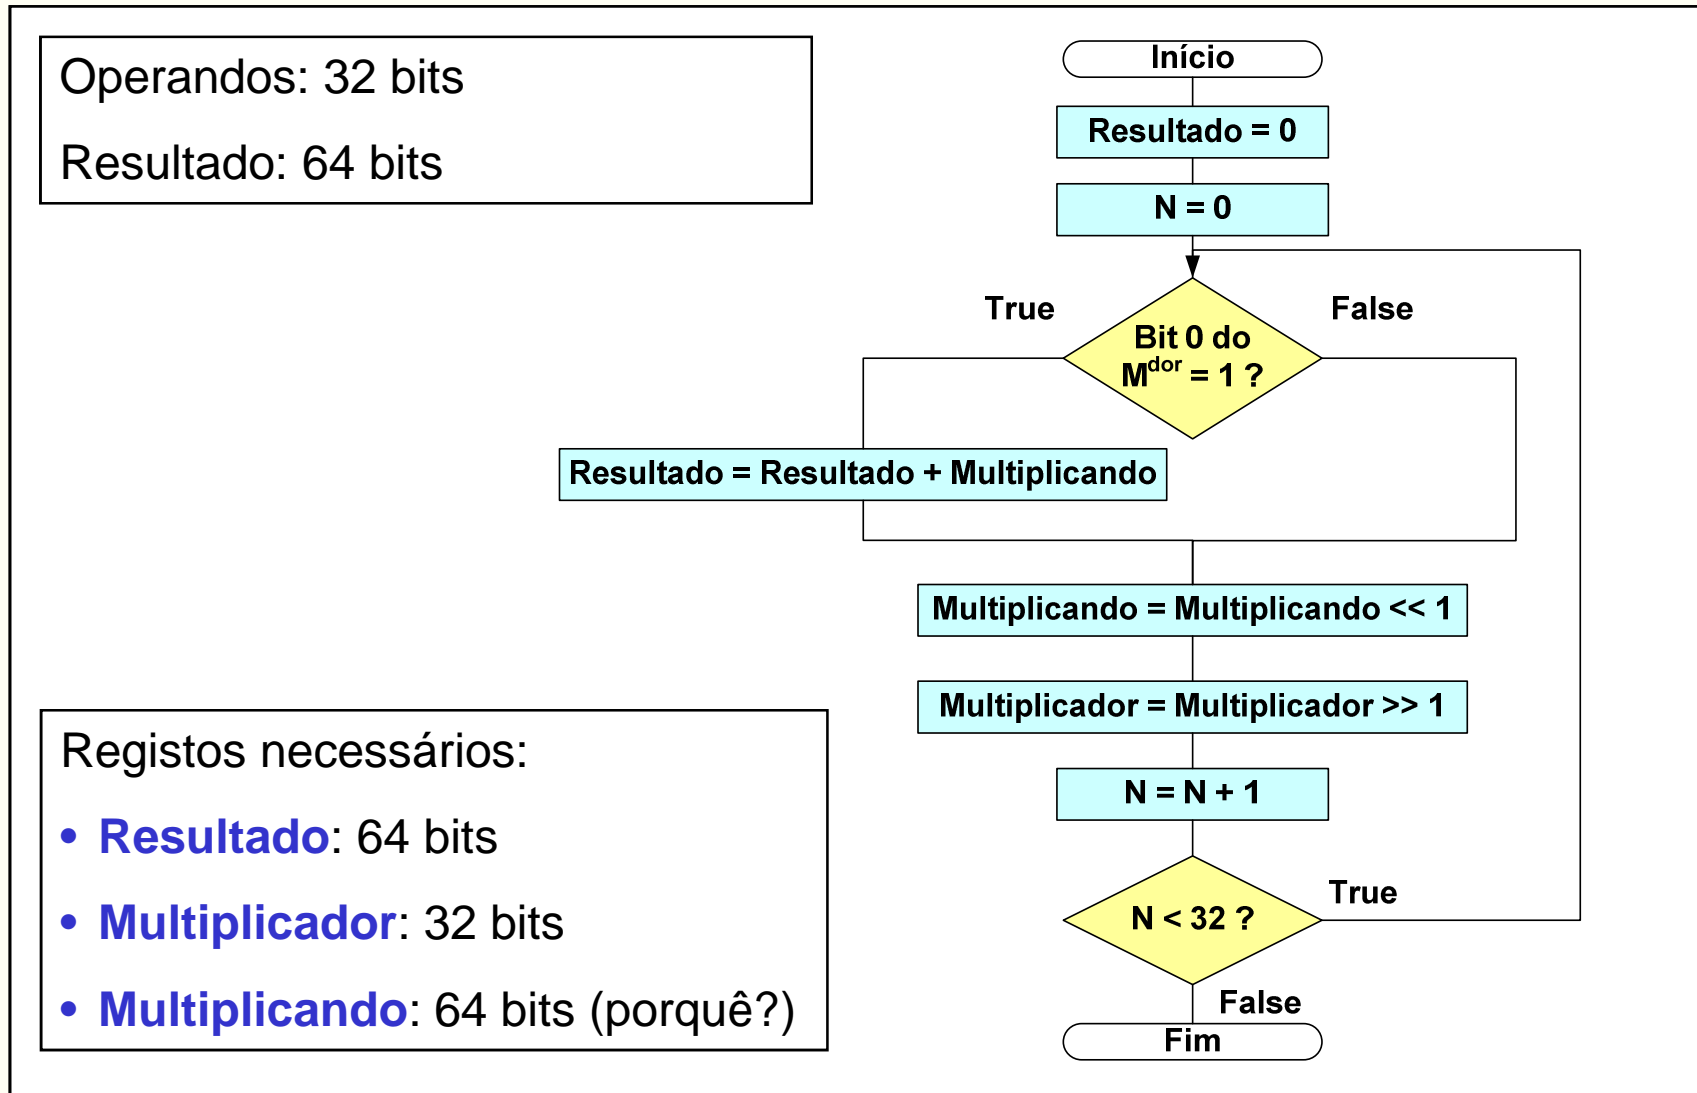 Operandos: 32 bits
Resultado: 64 bits
Início
Resultado = 0
N = 0
True
False
Bit 0 do
Mdor = 1 ?
Resultado = Resultado + Multiplicando
Multiplicando = Multiplicando << 1
Multiplicador = Multiplicador >> 1
N = N + 1
N < 32 ?
True
False
Fim
Registos necessários:
• Resultado: 64 bits
• Multiplicador: 32 bits
• Multiplicando: 64 bits (porquê?)